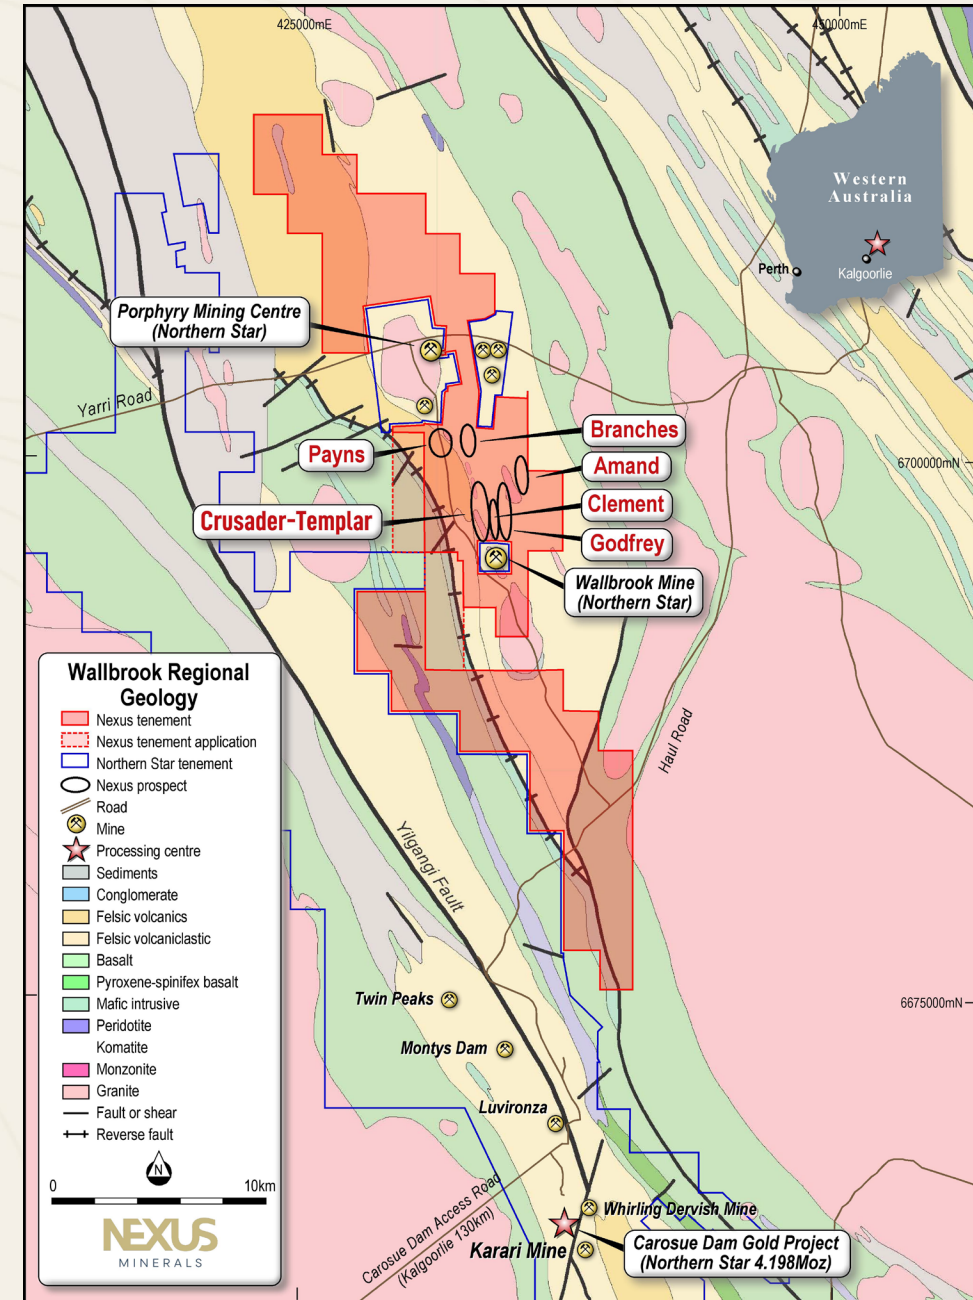 425000mE
450000mE
Western
Australia
Perth
Kalgoorlie
Porphyry Mining Centre
(Northern Star)
Yarri Road
Branches
Payns
Amand
6700000mN
Clement
Crusader-Templar
Godfrey
Wallbrook Mine
(Northern Star)
Haul Road
Wallbrook Regional
Geology
Nexus tenement
Nexus tenement application
Northern Star tenement
Nexus prospect
Road
Mine
Processing centre
Sediments
Conglomerate
Felsic volcanics
Felsic volcaniclastic
Basalt
Pyroxene-spinifex basalt
Mafic intrusive
Peridotite
Komatite
Monzonite
Granite
Fault or shear
Reverse fault
N
0 10km
NEXUS
MINERALS
Yilgangi Fault
Twin Peaks
6675000mN
Montys Dam
Luvironza
Carosue Dam Access Road
(Kalgoorlie 130km)
Whirling Dervish Mine
Karari Mine
Carosue Dam Gold Project
(Northern Star 4.198Moz)